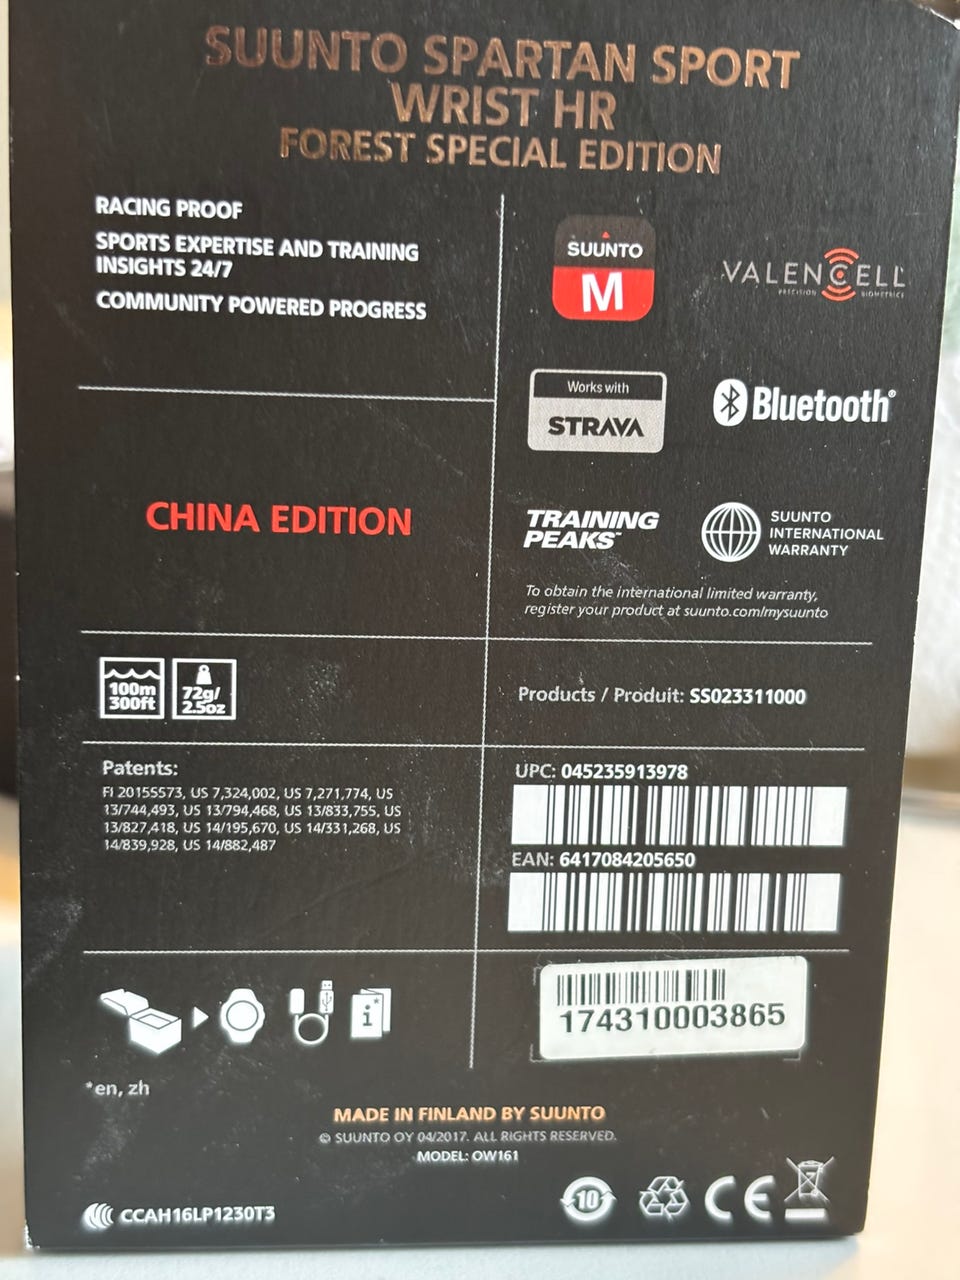 SUUNTO SPARTAN SPORT
WRIST HR
FOREST SPECIAL EDITION
RACING PROOF
SPORTS EXPERTISE AND TRAINING
INSIGHTS 24/7
COMMUNITY POWERED PROGRESS
SUUNTO
M
VALENCELL
PRECISION BIOMETRICS
Works with
STRAVA
Bluetooth®
CHINA EDITION
TRAINING
PEAKS™
SUUNTO
INTERNATIONAL
WARRANTY
To obtain the international limited warranty,
register your product at suunto.com/mysuunto
100m
300ft
72g/
2.5oz
Products / Produit: SS023311000
Patents:
FI 20155573, US 7,324,002, US 7,271,774, US
13/744,493, US 13/794,468, US 13/833,755, US
13/827,418, US 14/195,670, US 14/331,268, US
14/839,928, US 14/882,487
UPC: 045235913978
EAN: 6417084205650
174310003865
i*
*en, zh
MADE IN FINLAND BY SUUNTO
© SUUNTO OY 04/2017. ALL RIGHTS RESERVED.
MODEL: OW161
CCAH16LP1230T3
10
CE